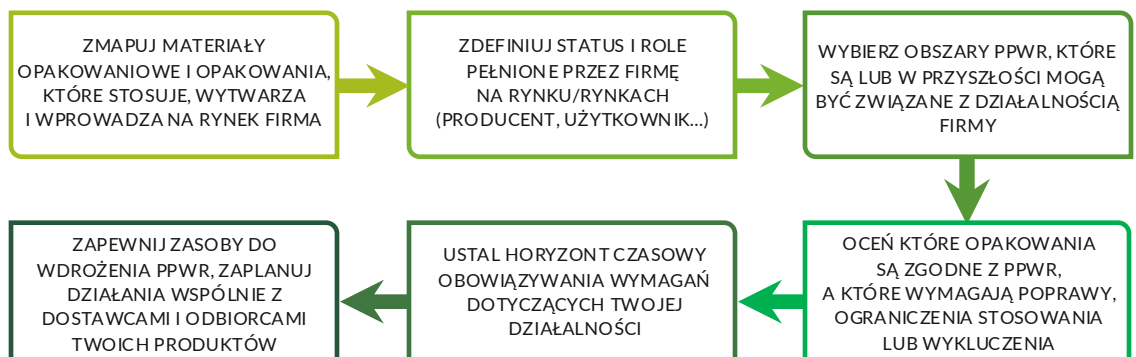 ZMAPUJ MATERIAŁY
OPAKOWANIOWE I OPAKOWANIA,
KTÓRE STOSUJE, WYTWARZA
I WPROWADZA NA RYNEK FIRMA
ZDEFINIUJ STATUS I ROLE
PEŁNIONE PRZEZ FIRMĘ
NA RYNKU/RYNKACH
(PRODUCENT, UŻYTKOWNIK...)
WYBIERZ OBSZARY PPWR, KTÓRE
SĄ LUB W PRZYSZŁOŚCI MOGĄ
BYĆ ZWIĄZANE Z DZIAŁALNOŚCIĄ
FIRMY
OCEŃ KTÓRE OPAKOWANIA
SĄ ZGODNE Z PPWR,
A KTÓRE WYMAGAJĄ POPRAWY,
OGRANICZENIA STOSOWANIA
LUB WYKLUCZENIA
USTAL HORYZONT CZASOWY
OBOWIĄZYWANIA WYMAGAŃ
DOTYCZĄCYCH TWOJEJ
DZIAŁALNOŚCI
ZAPEWNIJ ZASOBY DO
WDROŻENIA PPWR, ZAPLANUJ
DZIAŁANIA WSPÓLNIE Z
DOSTAWCAMI I ODBIORCAMI
TWOICH PRODUKTÓW